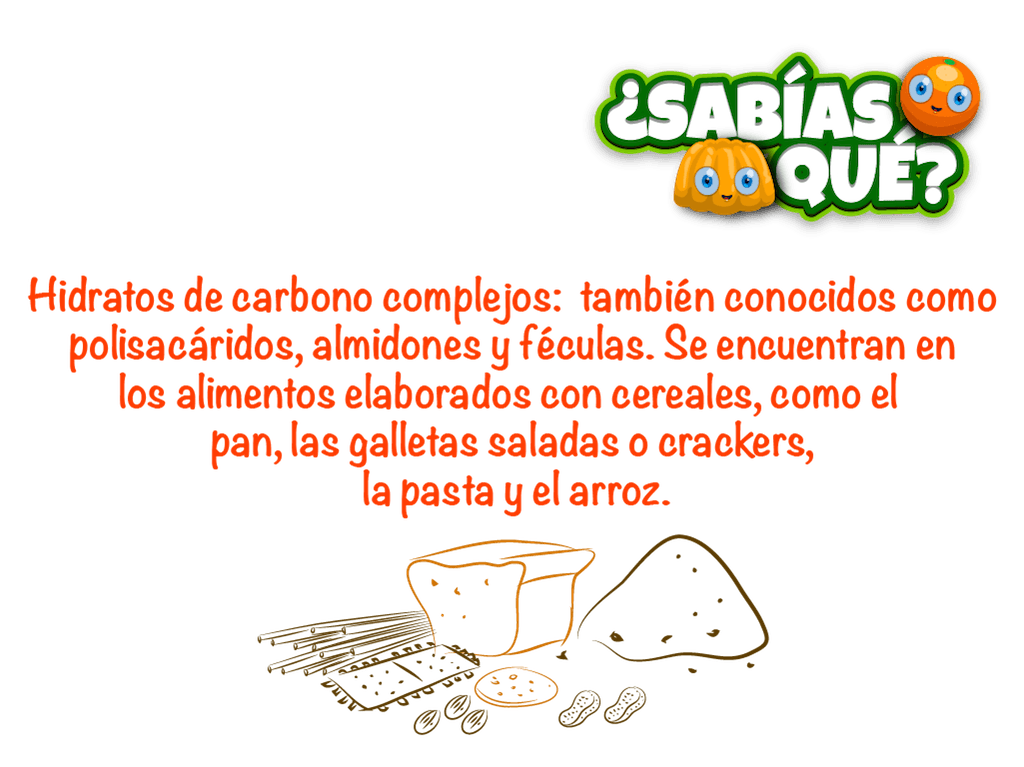 ¿SABÍAS
QUÉ?
Hidratos de carbono complejos: también conocidos como
polisacáridos, almidones y féculas. Se encuentran en
los alimentos elaborados con cereales, como el
pan, las galletas saladas o crackers,
la pasta y el arroz.